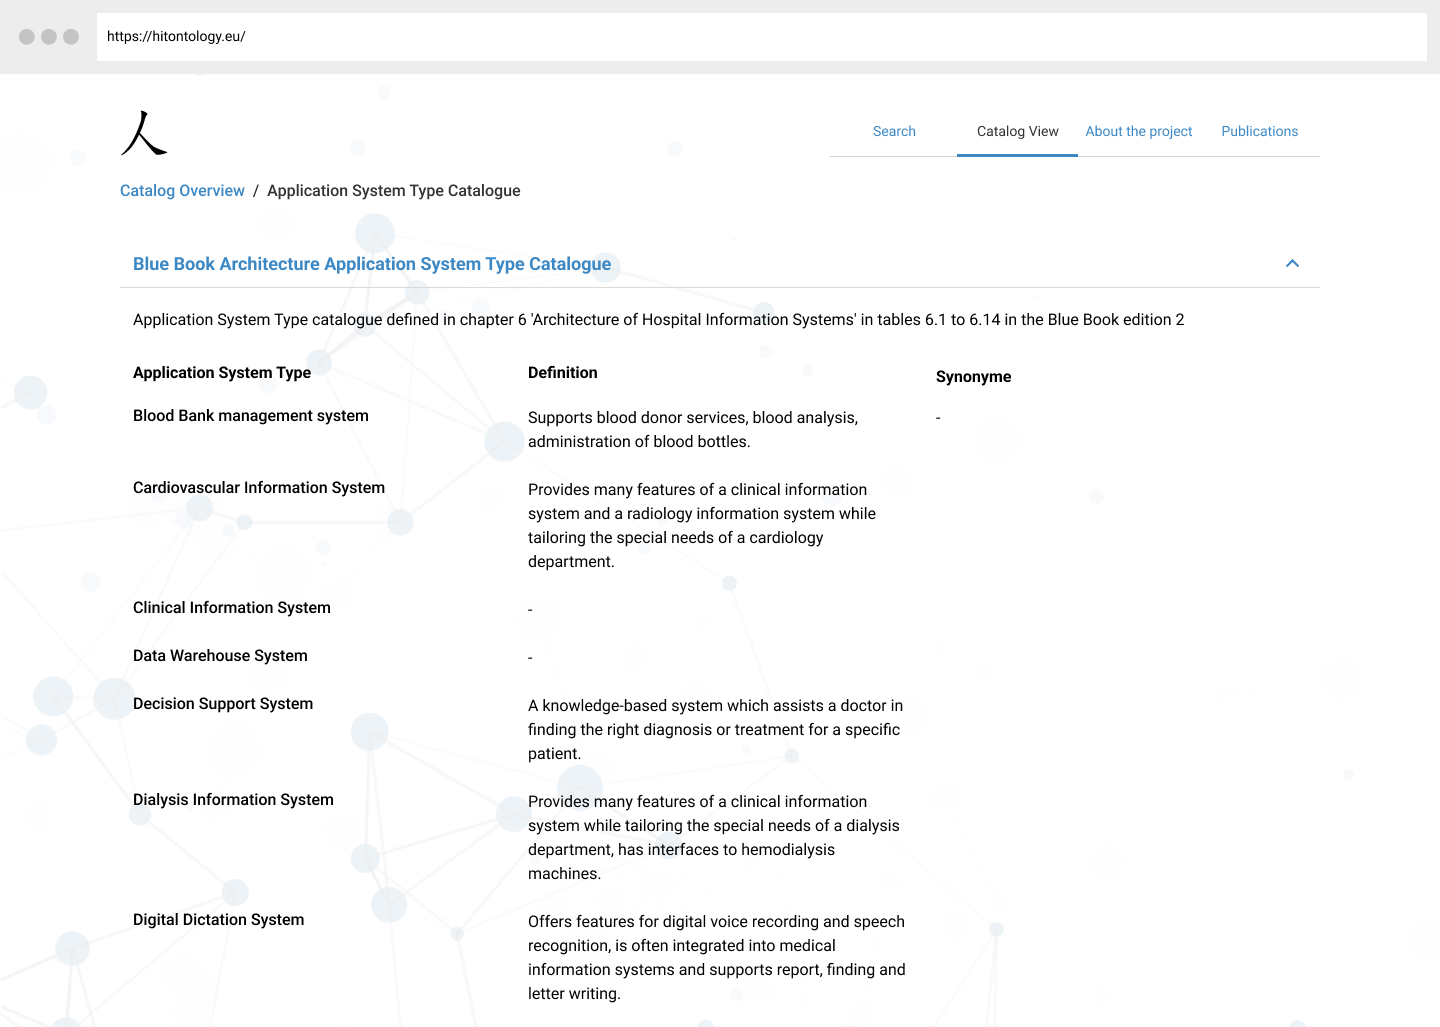 https://hitontology.eu/
人
Search Catalog View About the project Publications
Catalog Overview / Application System Type Catalogue
Blue Book Architecture Application System Type Catalogue
Application System Type catalogue defined in chapter 6 'Architecture of Hospital Information Systems' in tables 6.1 to 6.14 in the Blue Book edition 2
Application System Type Definition Synonyme
Blood Bank management system
Supports blood donor services, blood analysis,
administration of blood bottles.
-
Cardiovascular Information System
Provides many features of a clinical information
system and a radiology information system while
tailoring the special needs of a cardiology
department.
Clinical Information System
-
Data Warehouse System
-
Decision Support System
A knowledge-based system which assists a doctor in
finding the right diagnosis or treatment for a specific
patient.
Dialysis Information System
Provides many features of a clinical information
system while tailoring the special needs of a dialysis
department, has interfaces to hemodialysis
machines.
Digital Dictation System
Offers features for digital voice recording and speech
recognition, is often integrated into medical
information systems and supports report, finding and
letter writing.